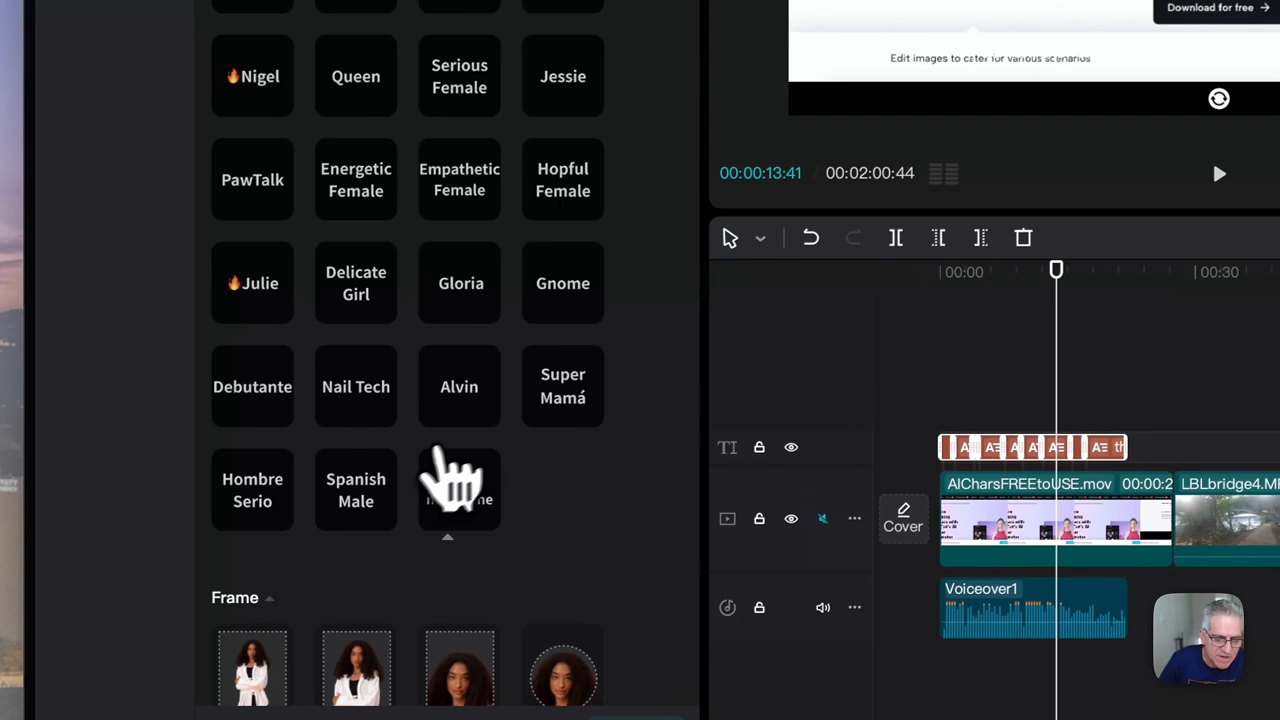 Download for free →
Edit images to cater for various scenarios
🔥Nigel
Queen
Serious
Female
Jessie
PawTalk
Energetic
Female
Empathetic
Female
Hopful
Female
🔥Julie
Delicate
Girl
Gloria
Gnome
Debutante
Nail Tech
Alvin
Super
Mamá
Hombre
Serio
Spanish
Male
Frame
00:00:13:41 / 00:02:00:44
00:00
00:30
TI
AICharsFREEtoUSE.mov 00:00:2
LBLbridge4.M
Cover
Voiceover1